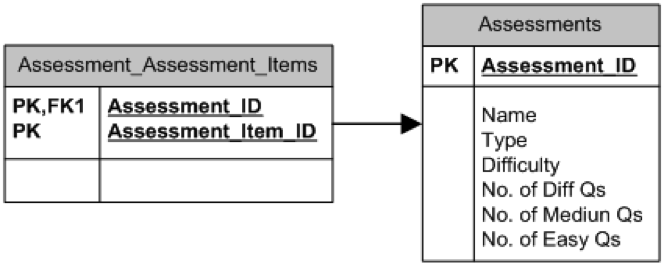 Assessment_Assessment_Items
PK,FK1 Assessment_ID
PK Assessment_Item_ID
Assessments
PK Assessment_ID
Name
Type
Difficulty
No. of Diff Qs
No. of Mediun Qs
No. of Easy Qs